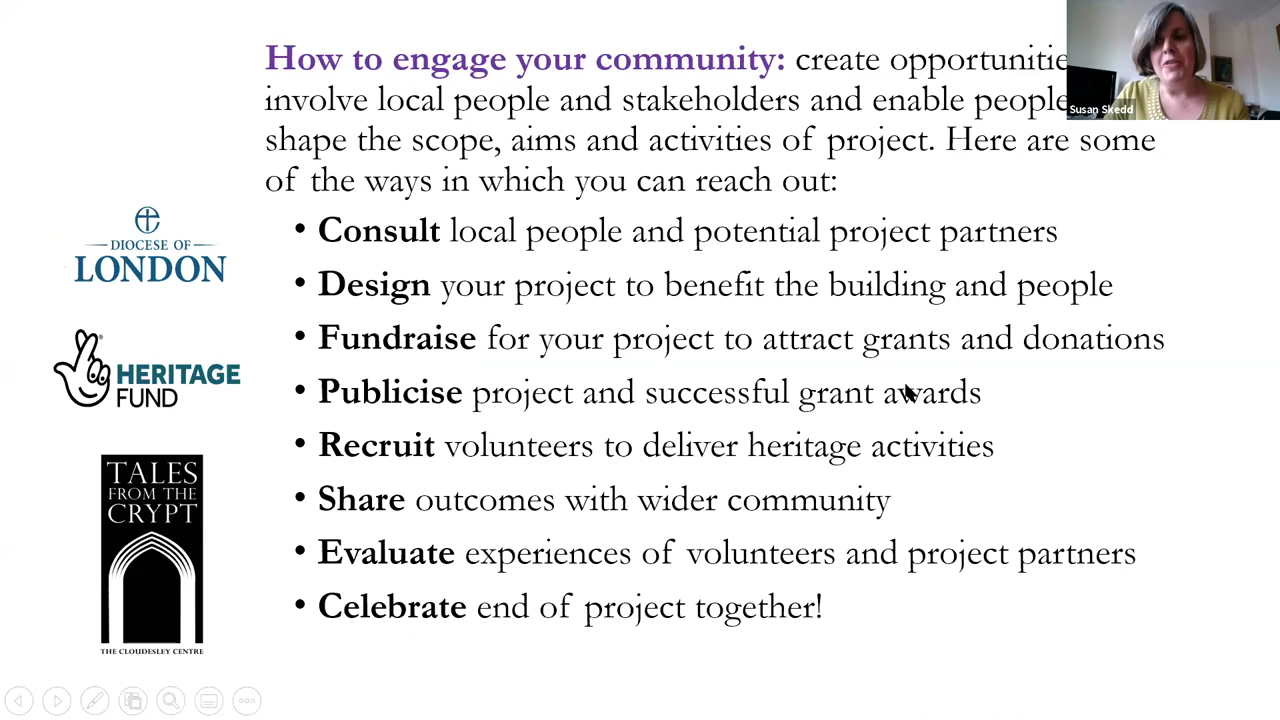 How to engage your community: create opportunitie
involve local people and stakeholders and enable people
shape the scope, aims and activities of project. Here are some
of the ways in which you can reach out:
• Consult local people and potential project partners
• Design your project to benefit the building and people
• Fundraise for your project to attract grants and donations
• Publicise project and successful grant awards
• Recruit volunteers to deliver heritage activities
• Share outcomes with wider community
• Evaluate experiences of volunteers and project partners
• Celebrate end of project together!
Susan Skedd
DIOCESE OF
LONDON
HERITAGE
FUND
TALES
FROM THE
CRYPT
THE CLOUDESLEY CENTRE